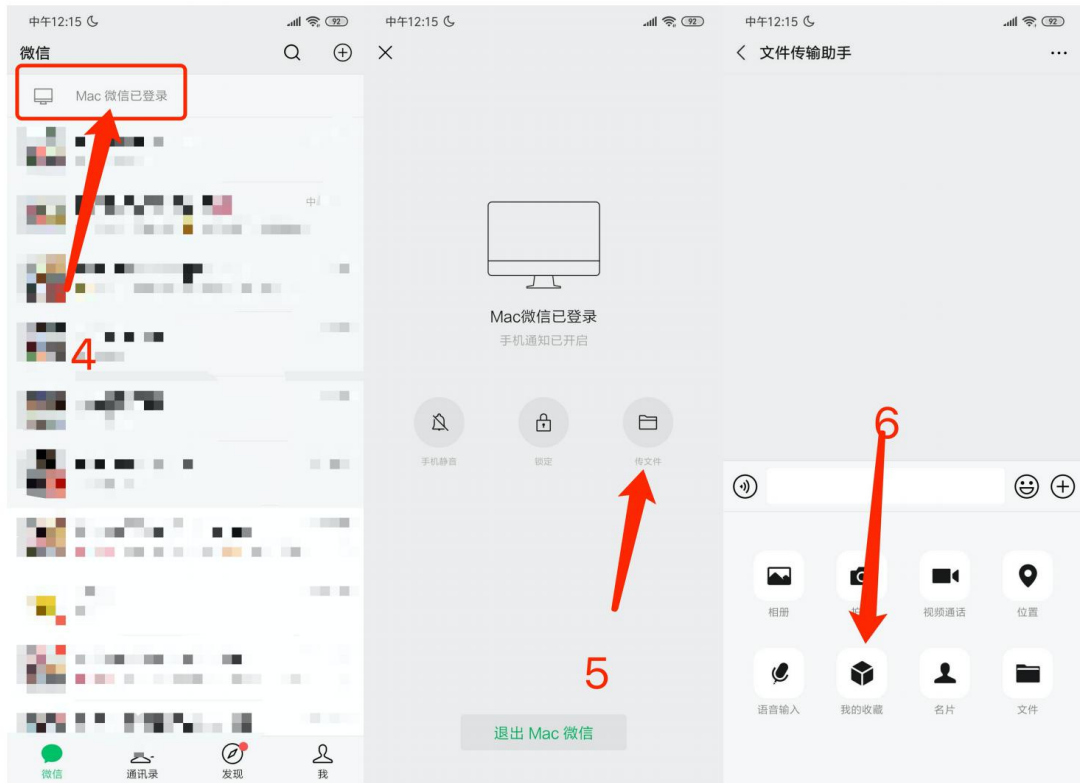 中午12:15
92
微信
Mac 微信已登录
4
微信
通讯录
发现
我
中午12:15
92
Mac微信已登录
手机通知已开启
手机静音
锁定
传文件
5
退出 Mac 微信
中午12:15
92
文件传输助手
6
相册
视频通话
位置
语音输入
我的收藏
名片
文件